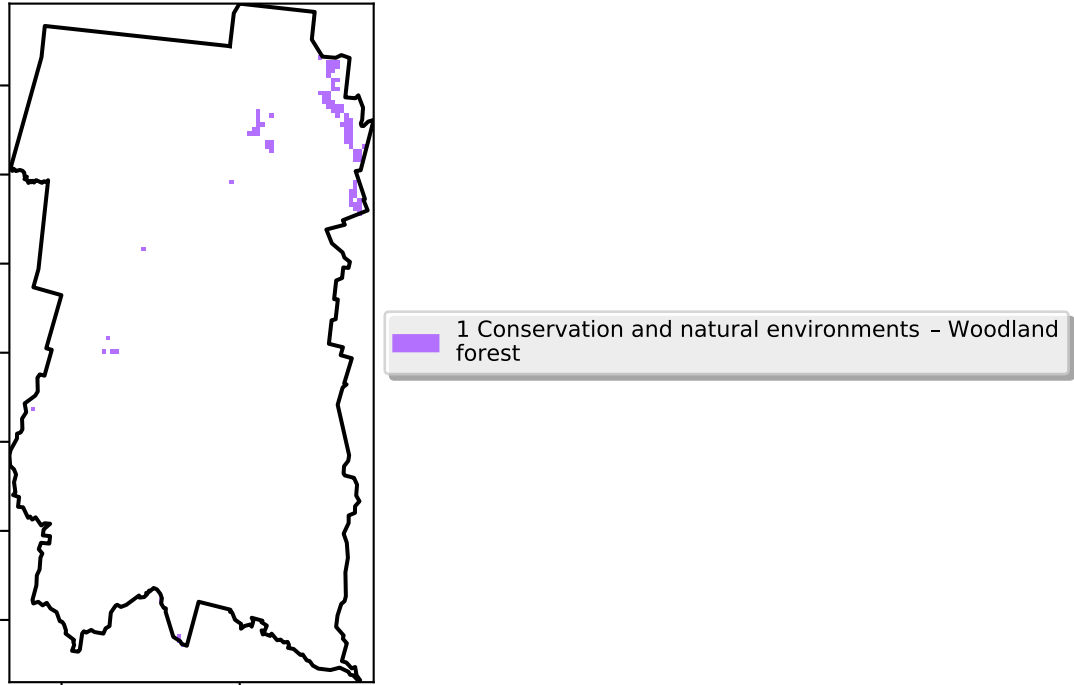 1 Conservation and natural environments – Woodland
forest